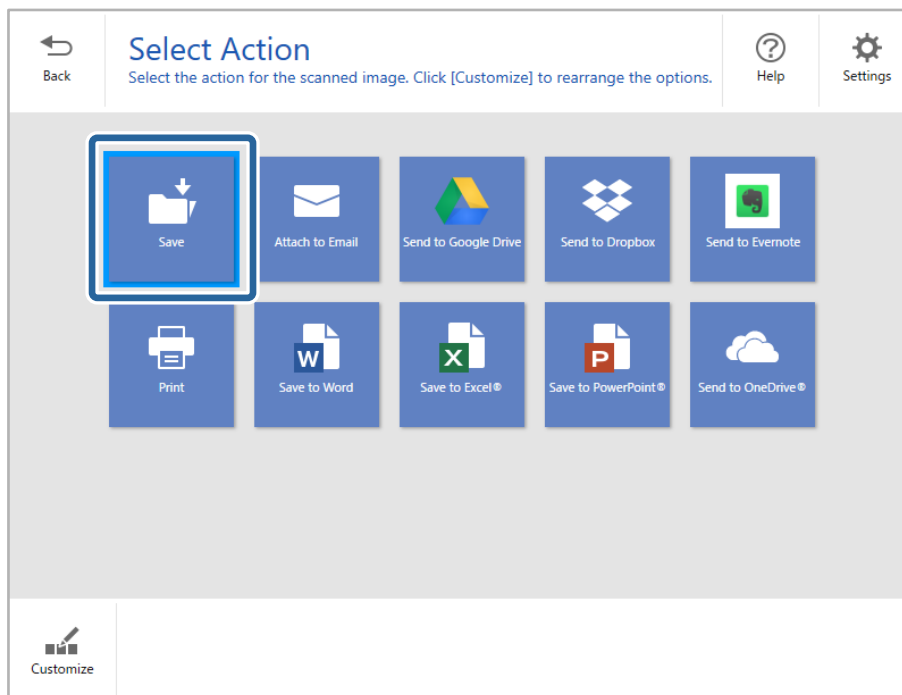 Back
Select Action
Select the action for the scanned image. Click [Customize] to rearrange the options.
Help
Settings
Save
Attach to Email
Send to Google Drive
Send to Dropbox
Send to Evernote
Print
W
Save to Word
X
Save to Excel®
P
Save to PowerPoint®
Send to OneDrive®
Customize